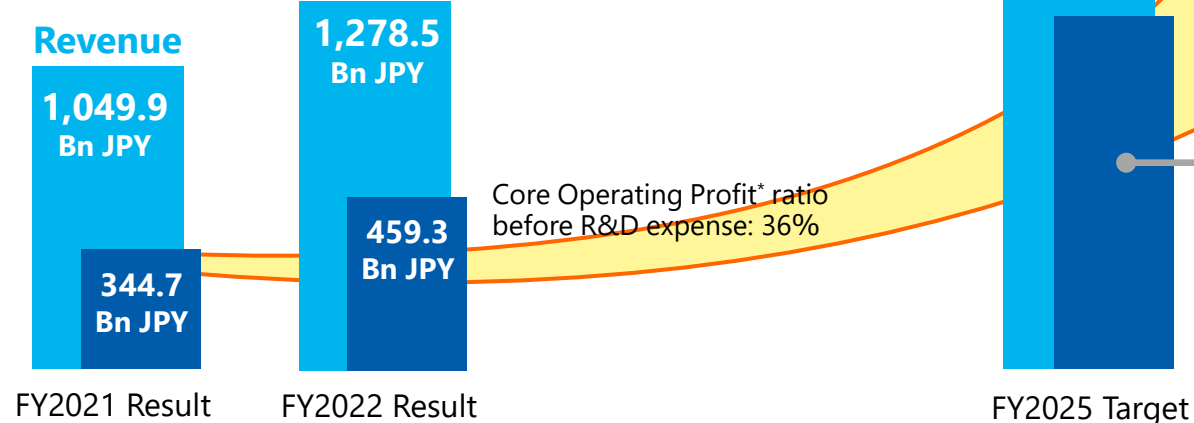 Revenue
1,049.9
Bn JPY
344.7
Bn JPY
FY2021 Result
1,278.5
Bn JPY
459.3
Bn JPY
FY2022 Result
Core Operating Profit* ratio
before R&D expense: 36%
FY2025 Target